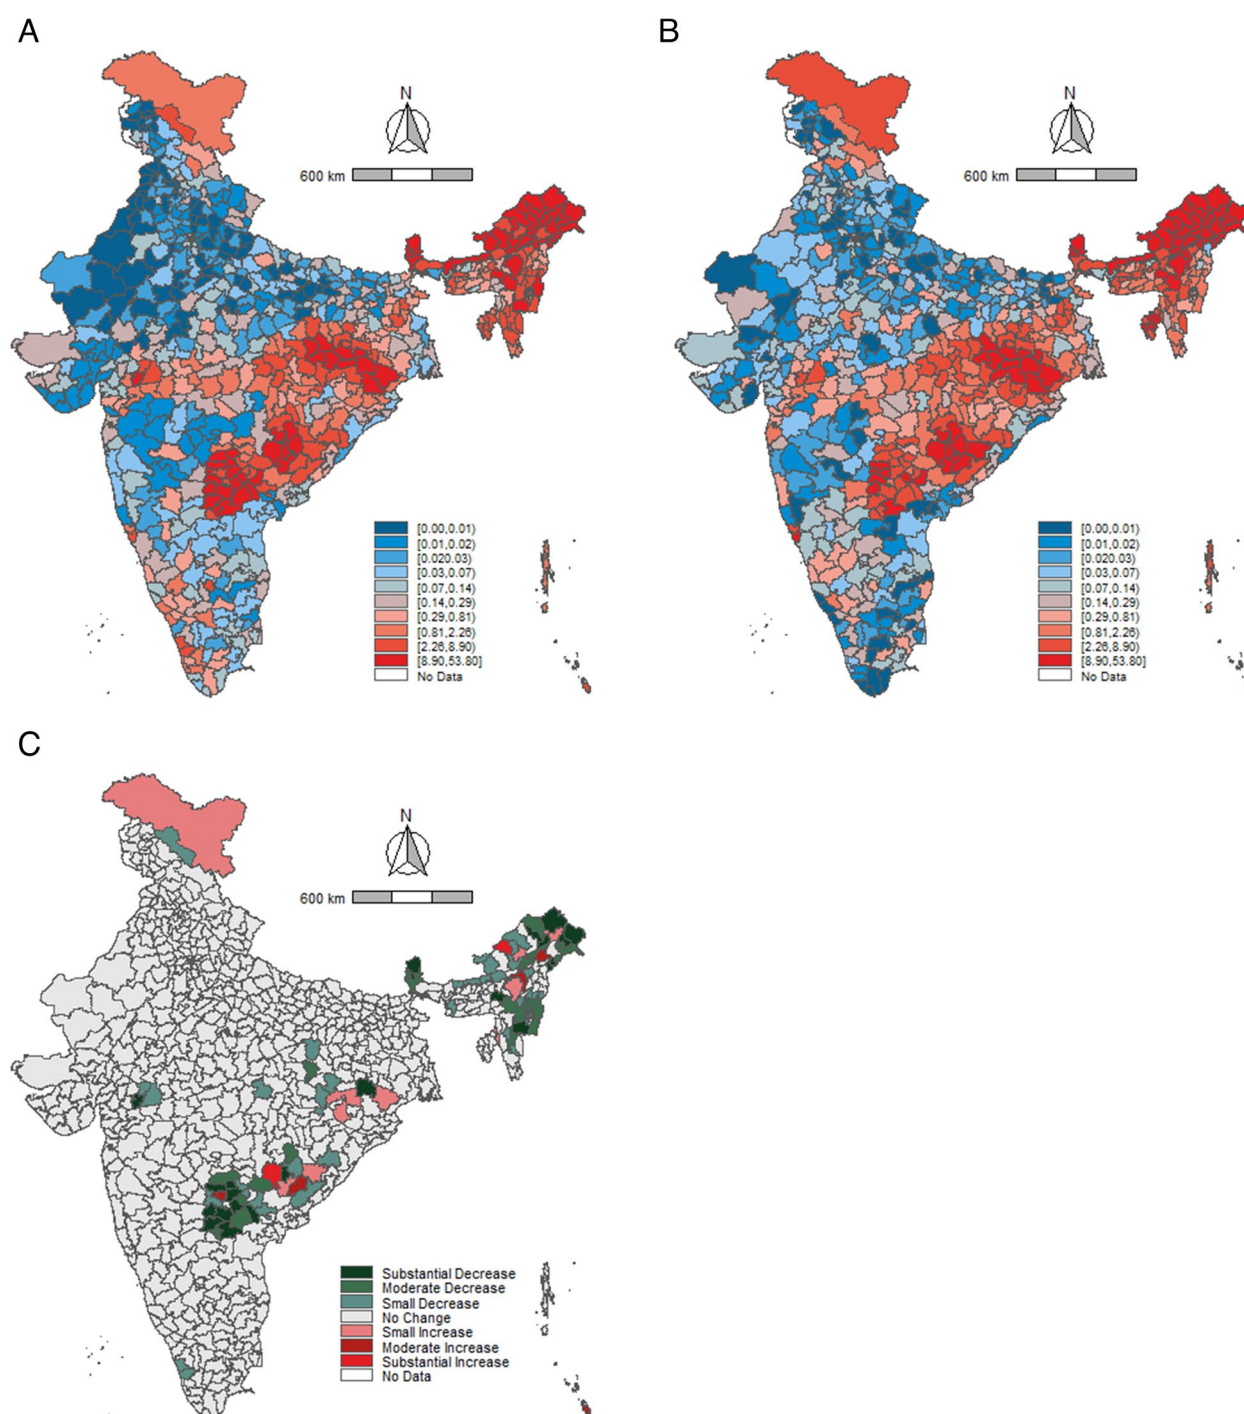 A
N
600 km
[0.00,0.01)
[0.01,0.02)
[0.020.03)
[0.03,0.07)
[0.07,0.14)
[0.14,0.29)
[0.29,0.81)
[0.81,2.26)
[2.26,8.90)
[8.90,53.80]
No Data
B
N
600 km
[0.00,0.01)
[0.01,0.02)
[0.020.03)
[0.03,0.07)
[0.07,0.14)
[0.14,0.29)
[0.29,0.81)
[0.81,2.26)
[2.26,8.90)
[8.90,53.80]
No Data
C
N
600 km
Substantial Decrease
Moderate Decrease
Small Decrease
No Change
Small Increase
Moderate Increase
Substantial Increase
No Data